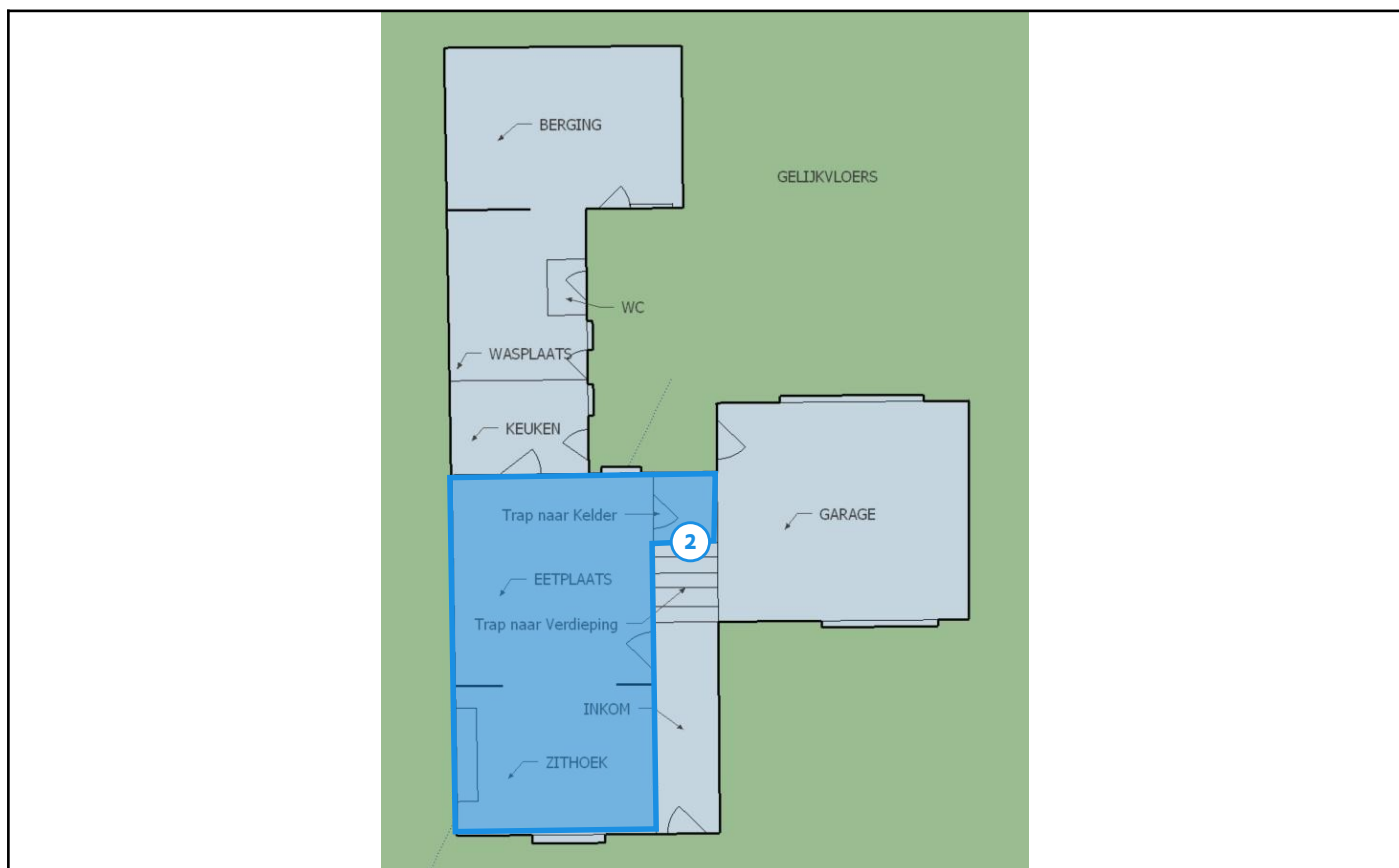 BERGING
GELIJKVLOERS
WC
WASPLAATS
KEUKEN
Trap naar Kelder
GARAGE
2
EETPLAATS
Trap naar Verdieping
INKOM
ZITHOEK